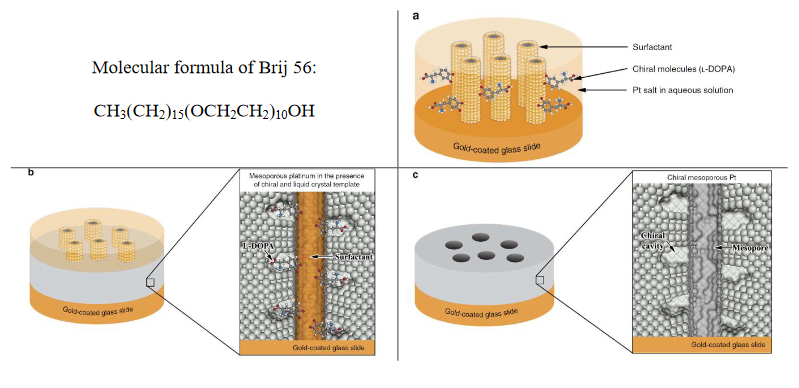 Molecular formula of Brij 56:
CH₃(CH₂)₁₅(OCH₂CH₂)₁₀OH
a
Surfactant
Chiral molecules (L-DOPA)
Pt salt in aqueous solution
Gold-coated glass slide
b
Mesoporous platinum in the presence
of chiral and liquid crystal template
L-DOPA
Surfactant
Gold-coated glass slide
Gold-coated glass slide
c
Chiral mesoporous Pt
Chiral
cavity
Mesopore
Gold-coated glass slide
Gold-coated glass slide